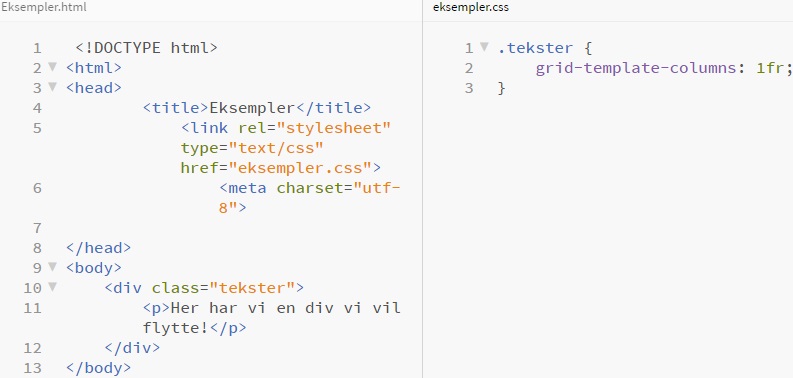 Eksempler.html
1 <!DOCTYPE html>
2 <html>
3 <head>
4 <title>Eksempler</title>
5 <link rel="stylesheet"
type="text/css"
href="eksempler.css">
6 <meta charset="utf-
8">
7
8 </head>
9 <body>
10 <div class="tekster">
11 <p>Her har vi en div vi vil
flytte!</p>
12 </div>
13 </body>
eksempler.css
1 .tekster {
2 grid-template-columns: 1fr;
3 }